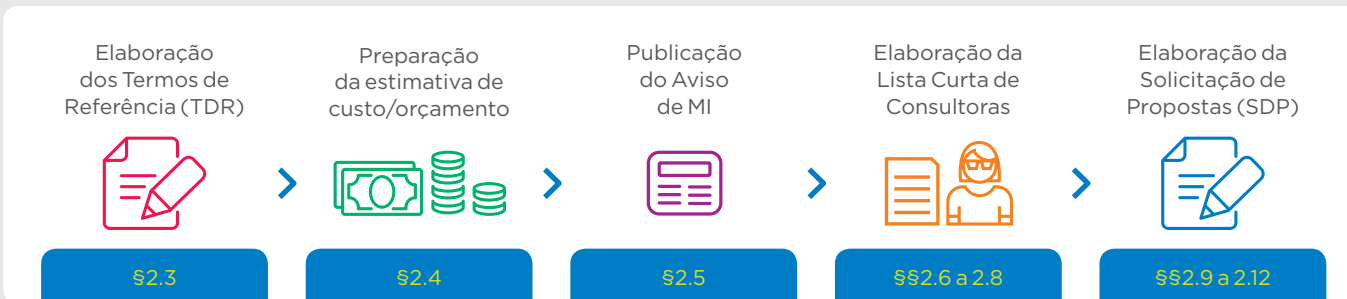 Elaboração
dos Termos de
Referência (TDR)
Preparação
da estimativa de
custo/orçamento
Publicação
do Aviso
de MI
Elaboração da
Lista Curta de
Consultoras
Elaboração da
Solicitação de
Propostas (SDP)
§2.3
§2.4
§2.5
§§2.6 a 2.8
§§2.9 a 2.12